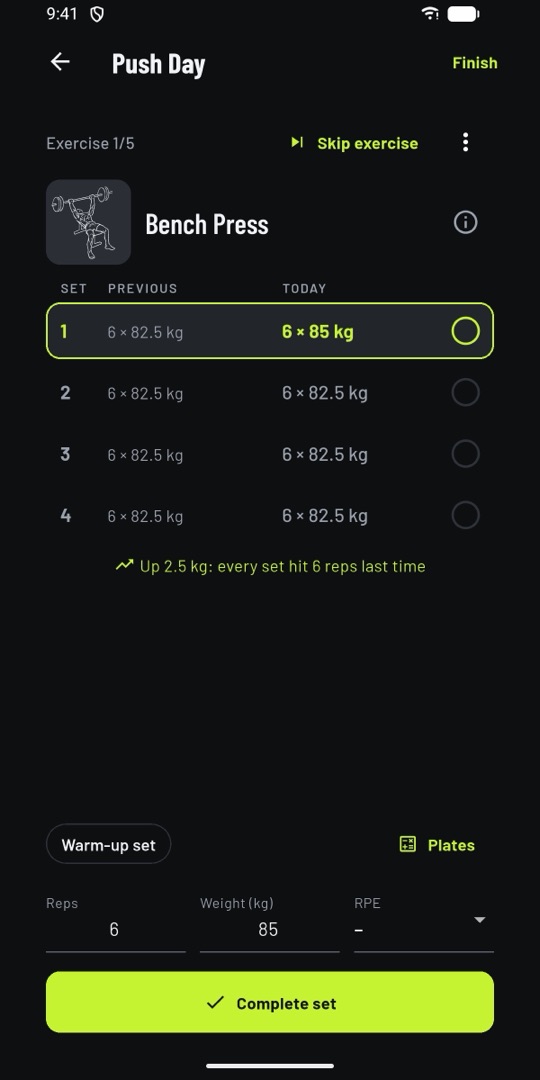 9:41
Push Day
Finish
Exercise 1/5
Skip exercise
Bench Press
SET PREVIOUS TODAY
1 6 × 82.5 kg 6 × 85 kg
2 6 × 82.5 kg 6 × 82.5 kg
3 6 × 82.5 kg 6 × 82.5 kg
4 6 × 82.5 kg 6 × 82.5 kg
Up 2.5 kg: every set hit 6 reps last time
Warm-up set
Plates
Reps Weight (kg) RPE
6 85 –
Complete set